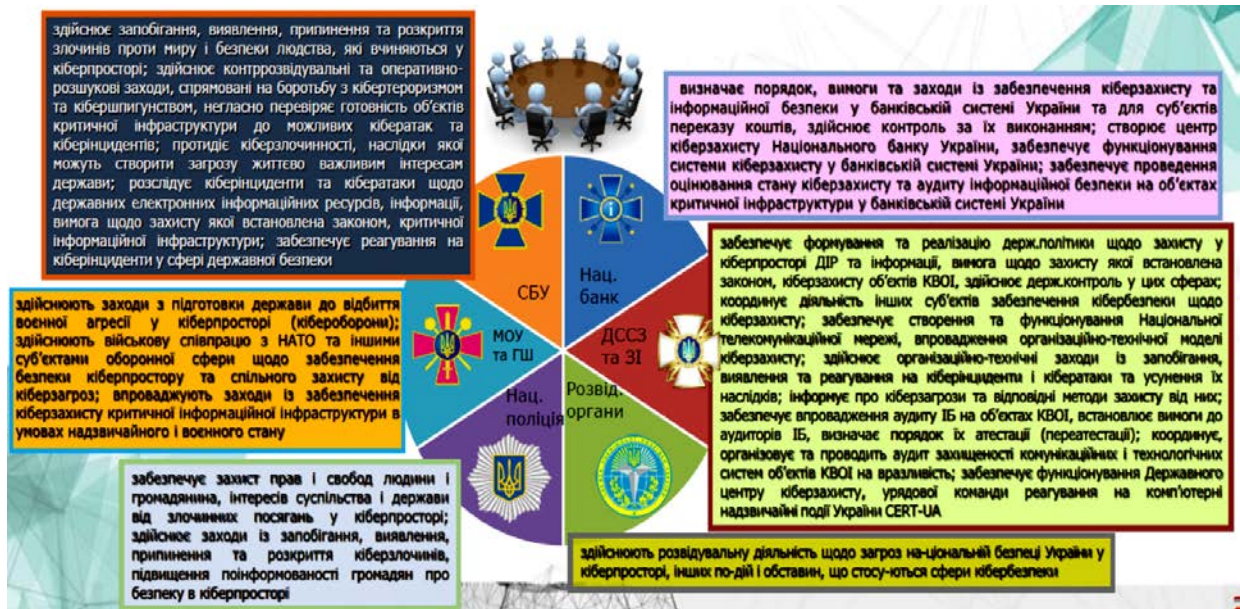 здійснює запобігання, виявлення, припинення та розкриття
злочинів проти миру і безпеки людства, які вчиняються у
кіберпросторі; здійснює контррозвідувальні та оперативно-
розшукові заходи, спрямовані на боротьбу з кібертероризмом
та кібершпигунством, негласно перевіряє готовність об'єктів
критичної інфраструктури до можливих кібератак та
кіберінцидентів; протидіє кіберзлочинності, наслідки якої
можуть створити загрозу життєво важливим інтересам
держави; розслідує кіберінциденти та кібератаки щодо
державних електронних інформаційних ресурсів, інформації,
вимога щодо захисту якої встановлена законом, критичної
інформаційної інфраструктури; забезпечує реагування на
кіберінциденти у сфері державної безпеки
визначає порядок, вимоги та заходи із забезпечення кіберзахисту та
інформаційної безпеки у банківській системі України та для суб'єктів
переказу коштів, здійснює контроль за їх виконанням; створює центр
кіберзахисту Національного банку України, забезпечує функціонування
системи кіберзахисту у банківській системі України; забезпечує проведення
оцінювання стану кіберзахисту та аудиту інформаційної безпеки на об'єктах
критичної інфраструктури у банківській системі України
СБУ
Нац.
банк
МОУ
та ГШ
ДССЗ
та ЗІ
Нац.
поліція
Розвід.
органи
здійснюють заходи з підготовки держави до відбиття
воєнної агресії у кіберпросторі (кібероборони);
здійснюють військову співпрацю з НАТО та іншими
суб'єктами оборонної сфери щодо забезпечення
безпеки кіберпростору та спільного захисту від
кіберзагроз; впроваджують заходи із забезпечення
кіберзахисту критичної інформаційної інфраструктури в
умовах надзвичайного і воєнного стану
забезпечує формування та реалізацію держ.політики щодо захисту у
кіберпросторі ДІР та інформації, вимога щодо захисту якої встановлена
законом, кіберзахисту об'єктів КВОІ, здійснює держ.контроль у цих сферах;
координує діяльність інших суб'єктів забезпечення кібербезпеки щодо
кіберзахисту; забезпечує створення та функціонування Національної
телекомунікаційної мережі, впровадження організаційно-технічної моделі
кіберзахисту; здійснює організаційно-технічні заходи із запобігання,
виявлення та реагування на кіберінциденти і кібератаки та усунення їх
наслідків; інформує про кіберзагрози та відповідні методи захисту від них;
забезпечує впровадження аудиту ІБ на об'єктах КВОІ, встановлює вимоги до
аудиторів ІБ, визначає порядок їх атестації (переатестації); координує,
організовує та проводить аудит захищеності комунікаційних і технологічних
систем об'єктів КВОІ на вразливість; забезпечує функціонування Державного
центру кіберзахисту, урядової команди реагування на комп'ютерні
надзвичайні події України CERT-UA
забезпечує захист прав і свобод людини і
громадянина, інтересів суспільства і держави
від злочинних посягань у кіберпросторі;
здійснює заходи із запобігання, виявлення,
припинення та розкриття кіберзлочинів,
підвищення поінформованості громадян про
безпеку в кіберпросторі
здійснюють розвідувальну діяльність щодо загроз на-ціональній безпеці України у
кіберпросторі, інших по-дій і обставин, що стосу-ються сфери кібербезпеки